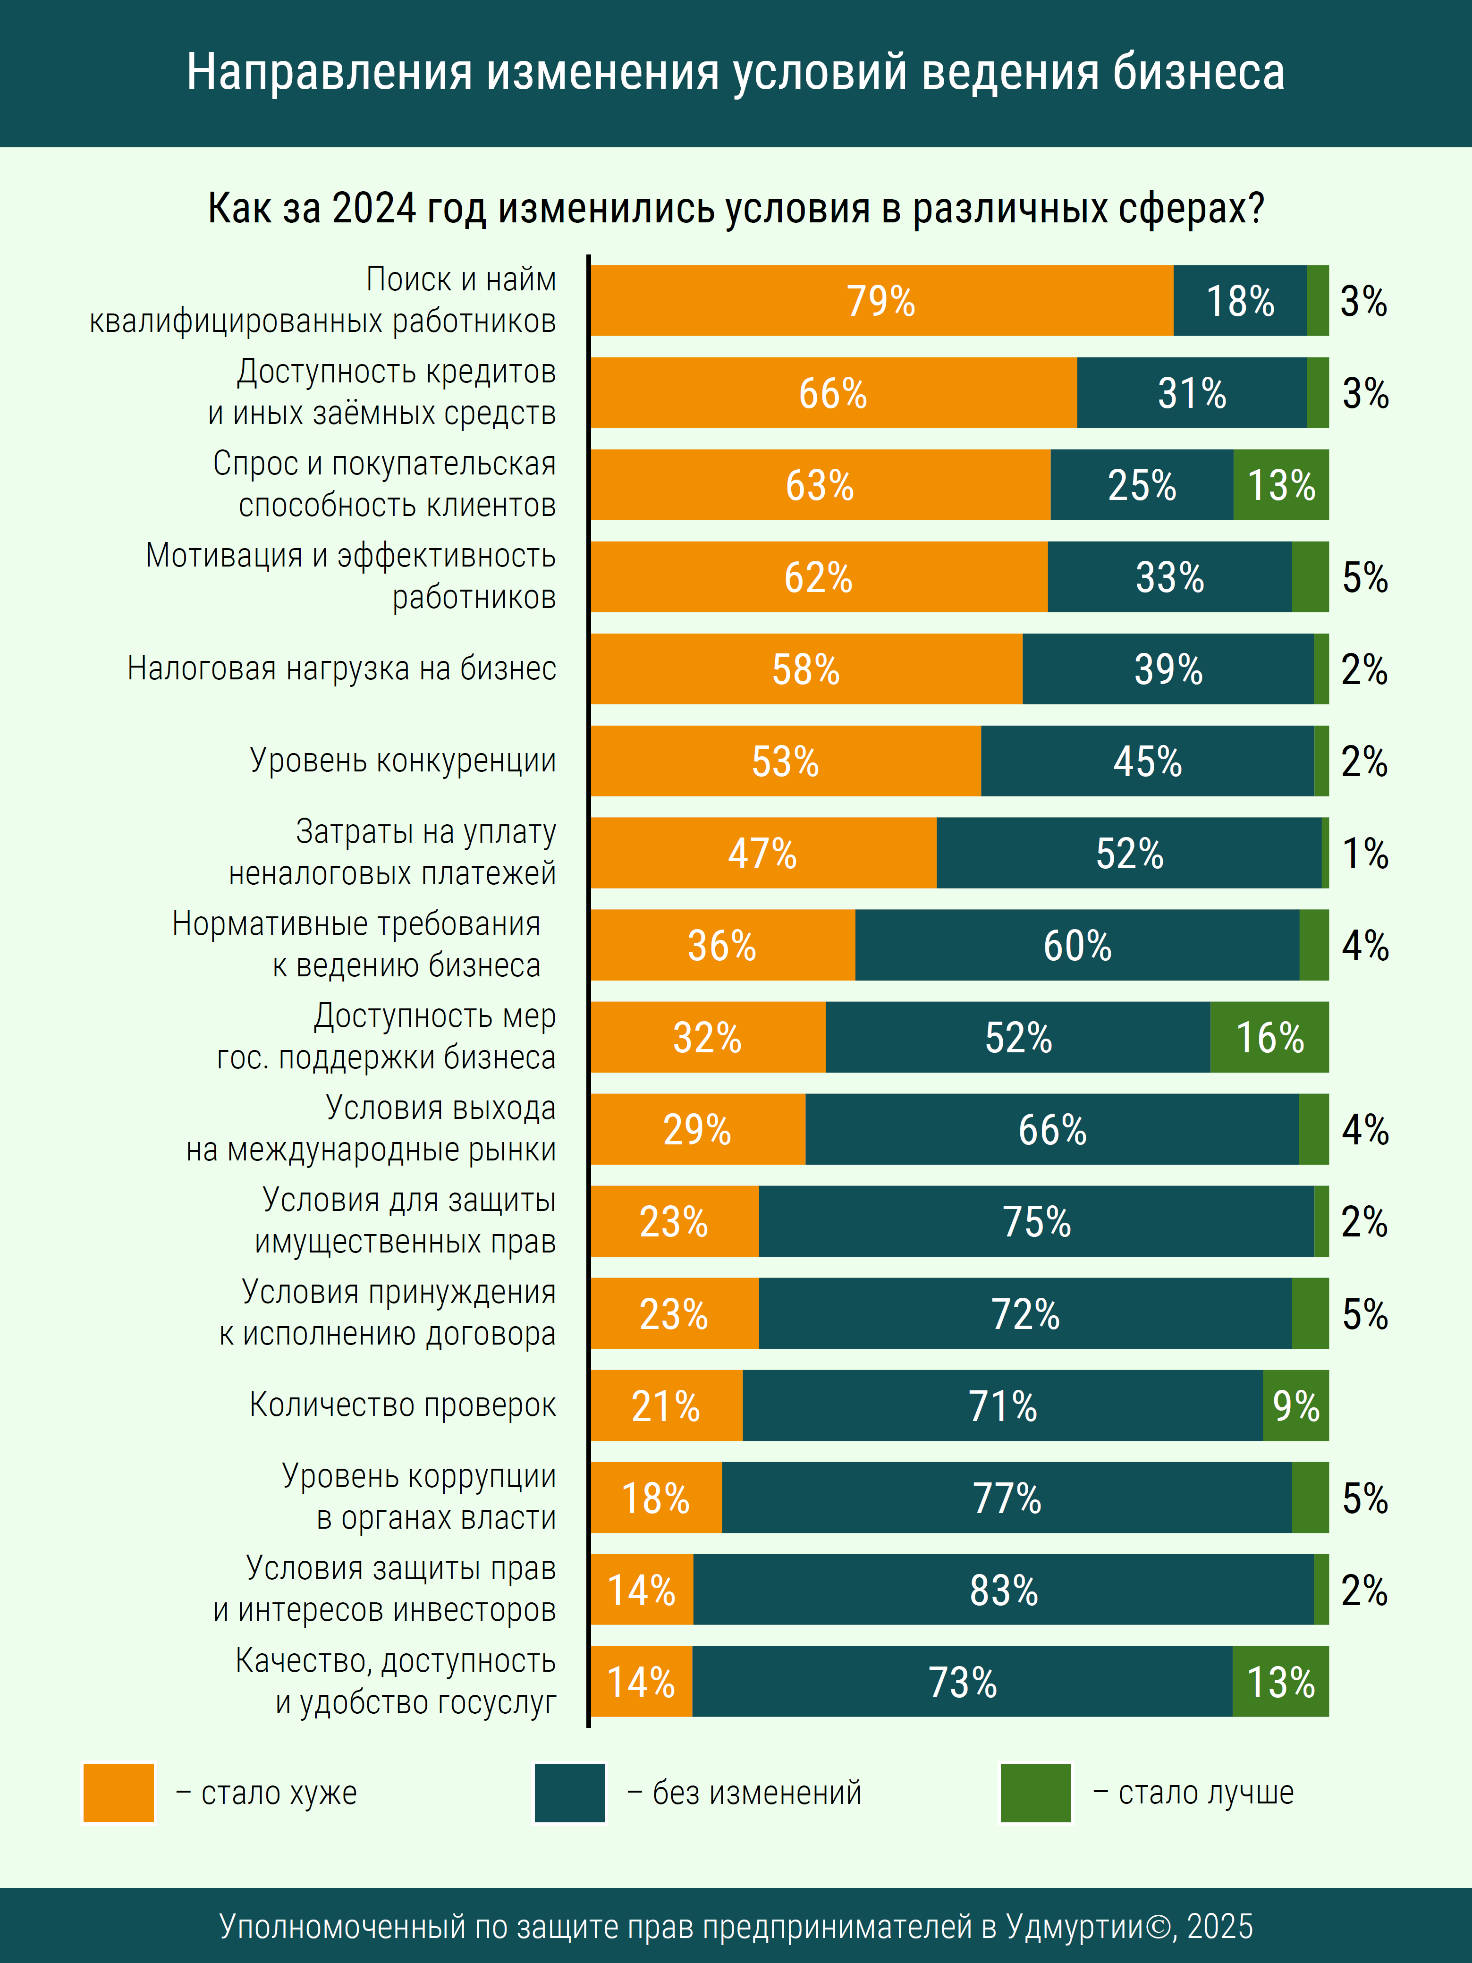 Направления изменения условий ведения бизнеса
Как за 2024 год изменились условия в различных сферах?
Поиск и найм
квалифицированных работников
79% 18% 3%
Доступность кредитов
и иных заёмных средств
66% 31% 3%
Спрос и покупательская
способность клиентов
63% 25% 13%
Мотивация и эффективность
работников
62% 33% 5%
Налоговая нагрузка на бизнес
58% 39% 2%
Уровень конкуренции
53% 45% 2%
Затраты на уплату
неналоговых платежей
47% 52% 1%
Нормативные требования
к ведению бизнеса
36% 60% 4%
Доступность мер
гос. поддержки бизнеса
32% 52% 16%
Условия выхода
на международные рынки
29% 66% 4%
Условия для защиты
имущественных прав
23% 75% 2%
Условия принуждения
к исполнению договора
23% 72% 5%
Количество проверок
21% 71% 9%
Уровень коррупции
в органах власти
18% 77% 5%
Условия защиты прав
и интересов инвесторов
14% 83% 2%
Качество, доступность
и удобство госуслуг
14% 73% 13%
– стало хуже
– без изменений
– стало лучше
Уполномоченный по защите прав предпринимателей в Удмуртии©, 2025